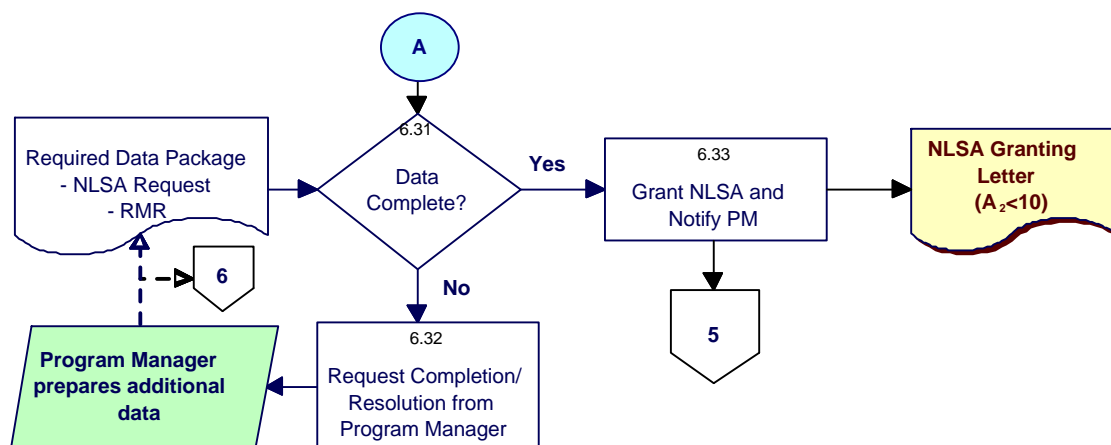 A
6.31
Data
Complete?
Required Data Package
- NLSA Request
- RMR
Yes
6.33
Grant NLSA and
Notify PM
NLSA Granting
Letter
(A₂<10)
6
No
5
6.32
Request Completion/
Resolution from
Program Manager
Program Manager
prepares additional
data